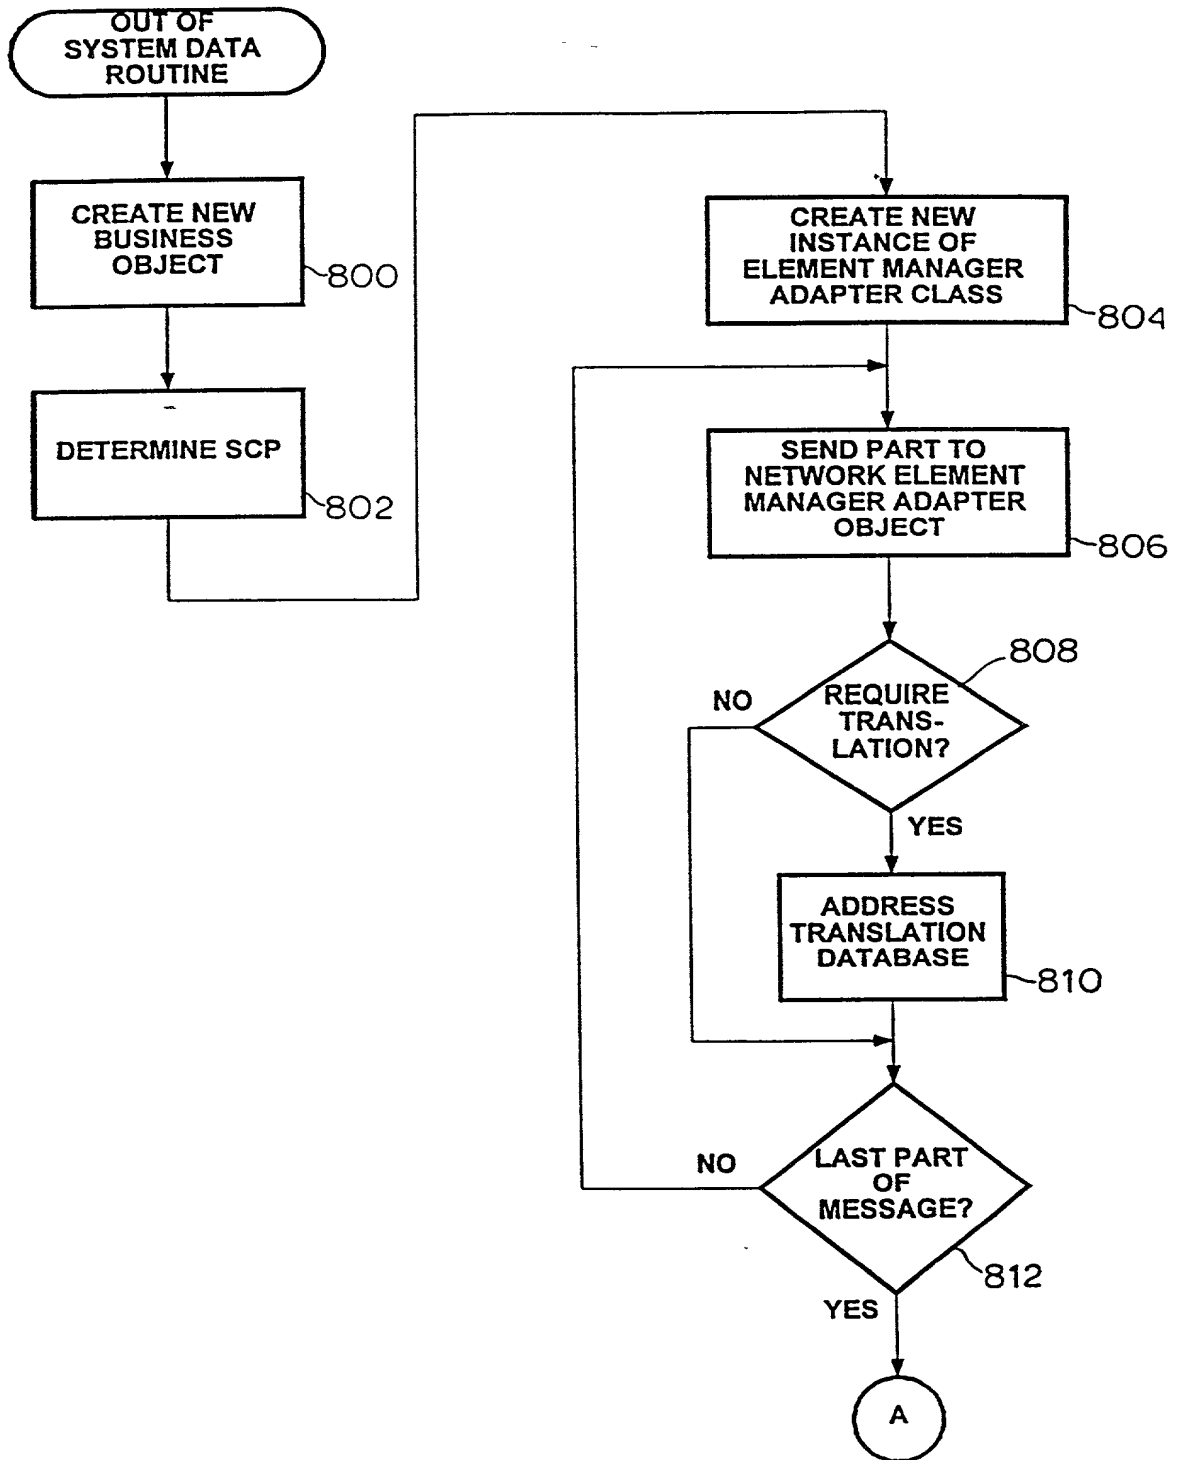 OUT OF
SYSTEM DATA
ROUTINE
CREATE NEW
BUSINESS
OBJECT
800
DETERMINE SCP
802
CREATE NEW
INSTANCE OF
ELEMENT MANAGER
ADAPTER CLASS
804
SEND PART TO
NETWORK ELEMENT
MANAGER ADAPTER
OBJECT
806
808
REQUIRE
TRANS-
LATION?
NO
YES
ADDRESS
TRANSLATION
DATABASE
810
LAST PART
OF
MESSAGE?
NO
812
YES
A